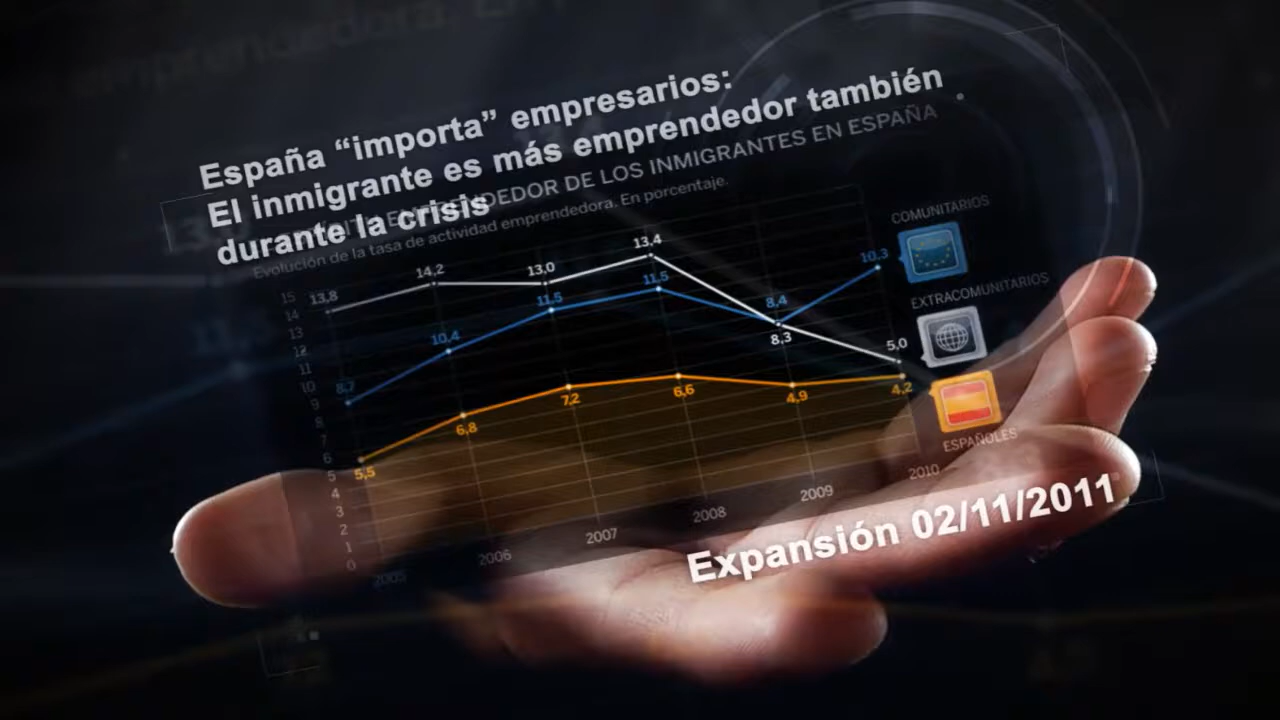 España “importa” empresarios:
El inmigrante es más emprendedor también
durante la crisis
EMPRENDEDOR DE LOS INMIGRANTES EN ESPAÑA
Evolución de la tasa de actividad emprendedora. En porcentaje.
15
14
13
12
11
10
9
8
7
6
5
4
3
2
1
0
13,8 14,2 13,0 13,4 8,3 5,0
8,7 10,4 11,5 11,5 8,4 10,3
5,5 6,8 7,2 6,6 4,9 4,2
COMUNITARIOS
EXTRACOMUNITARIOS
ESPAÑOLES
2005 2006 2007 2008 2009 2010
Expansión 02/11/2011